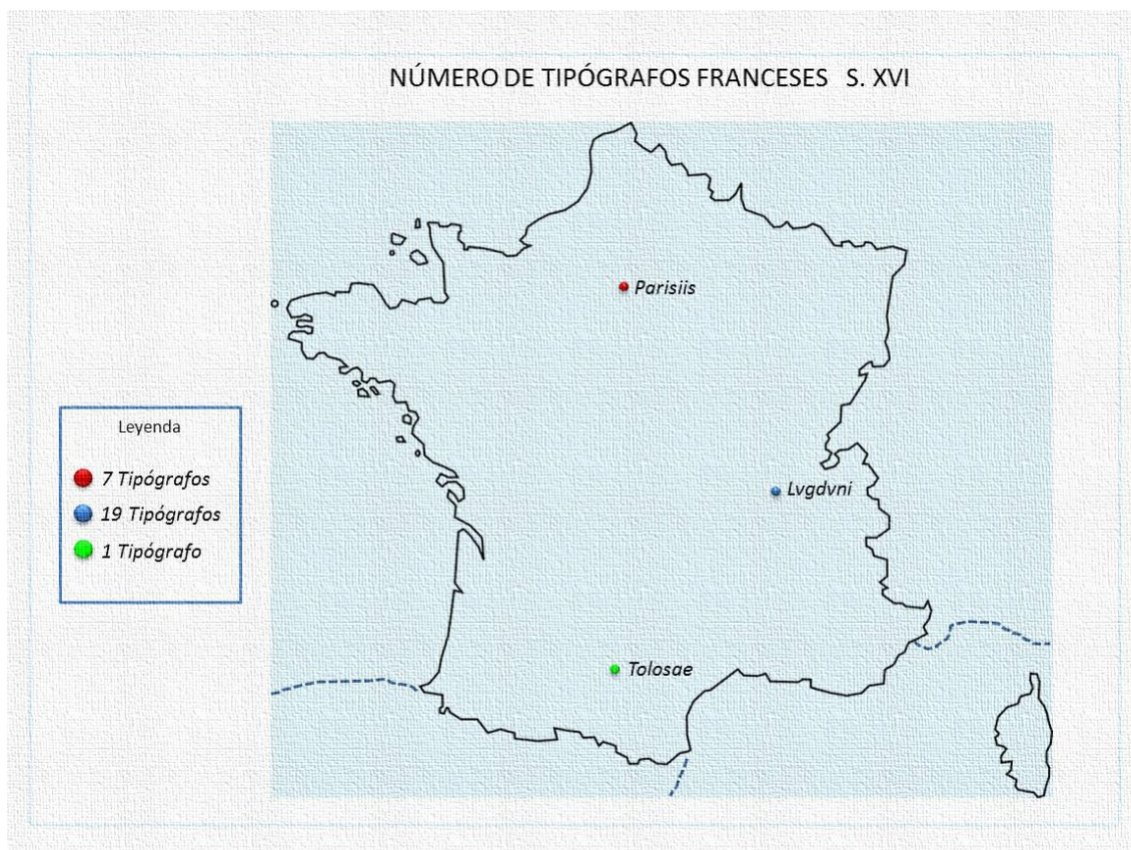 NÚMERO DE TIPÓGRAFOS FRANCESES S. XVI
Parisiis
Leyenda
7 Tipógrafos
19 Tipógrafos
1 Tipógrafo
Lvgdvni
Tolosae